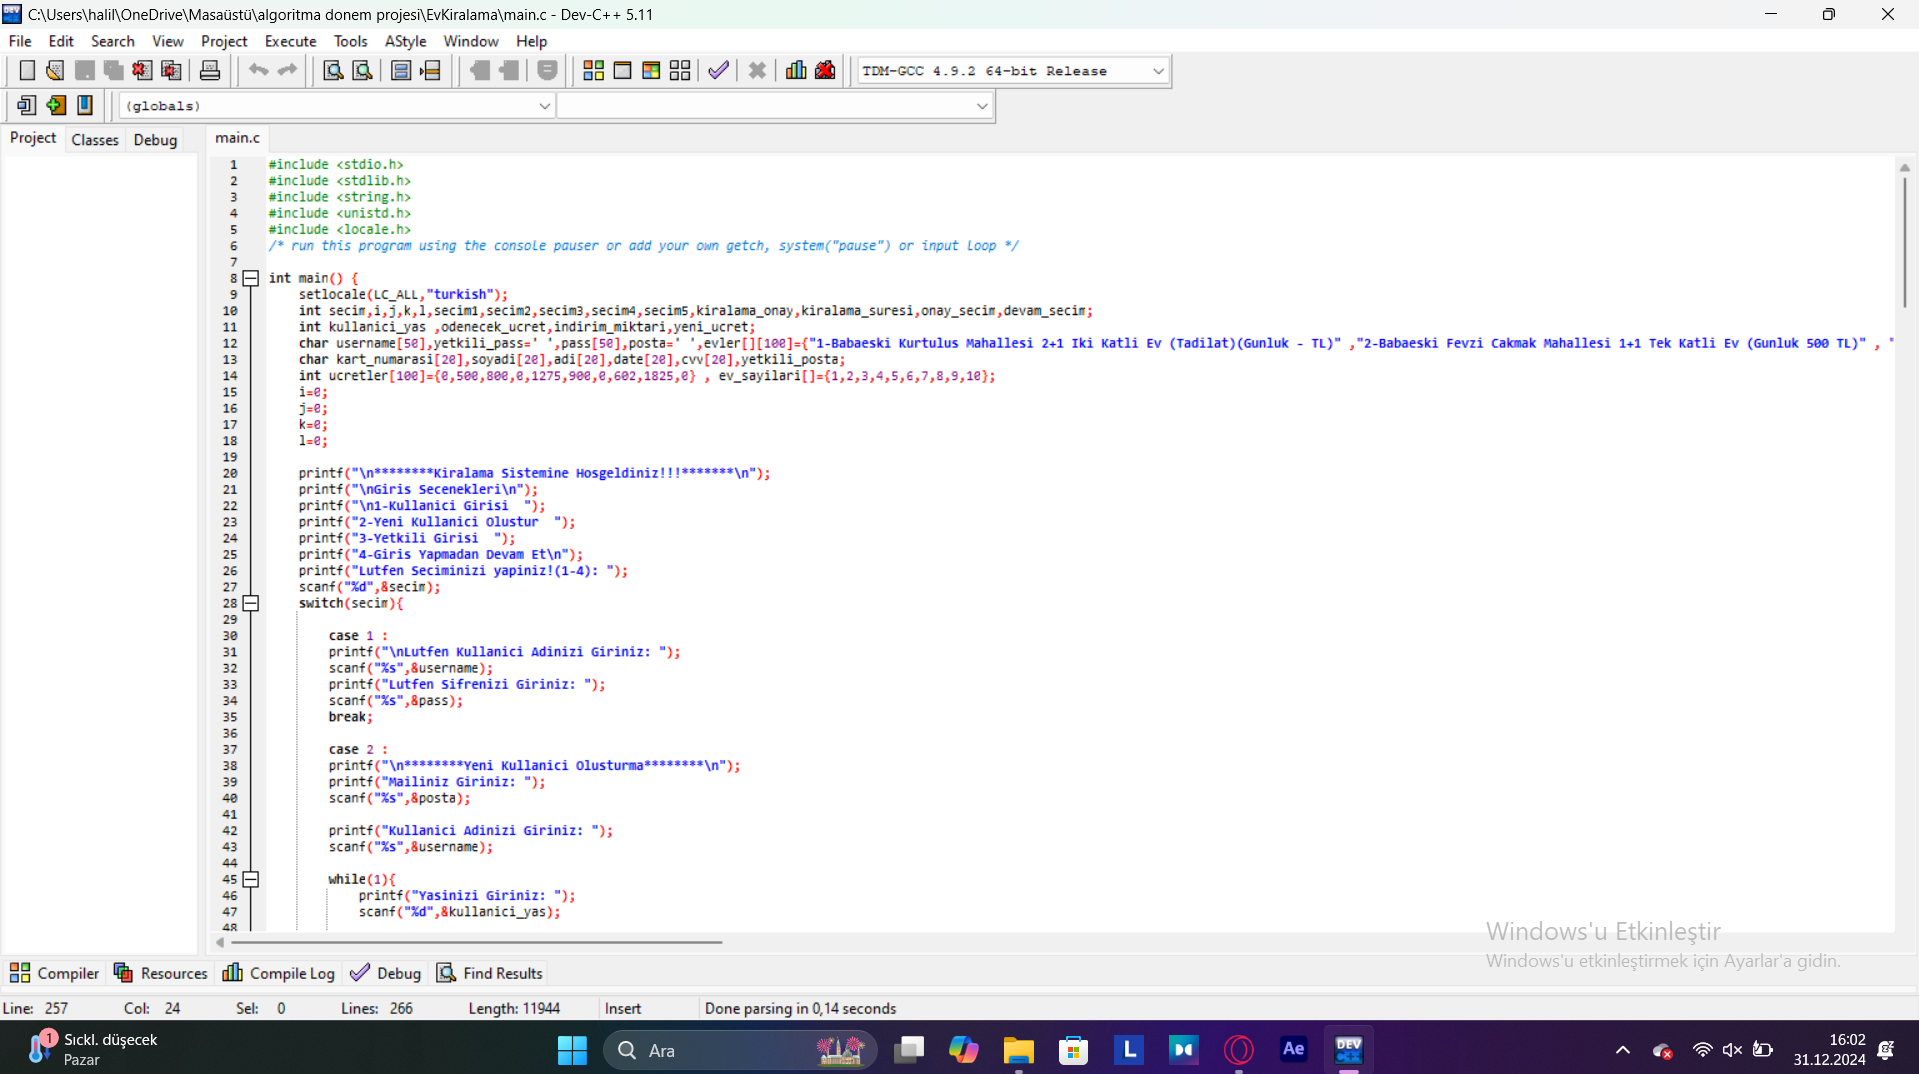 C:\Users\halil\OneDrive\Masaüstü\algoritma donem projesi\EvKiralama\main.c - Dev-C++ 5.11
File Edit Search View Project Execute Tools AStyle Window Help
TDM-GCC 4.9.2 64-bit Release
(globals)
Project Classes Debug main.c
1 #include <stdio.h>
2 #include <stdlib.h>
3 #include <string.h>
4 #include <unistd.h>
5 #include <locale.h>
6 /* run this program using the console pauser or add your own getch, system("pause") or input loop */
7
8 int main() {
9 setlocale(LC_ALL,"turkish");
10 int secim,i,j,k,l,secim1,secim2,secim3,secim4,secim5,kiralama_onay,kiralama_suresi,onay_secim,devam_secim;
11 int kullanici_yas ,odenecek_ucret,indirim_miktari,yeni_ucret;
12 char username[50],yetkili_pass=' ',pass[50],posta=' ',evler[][100]={"1-Babaeski Kurtulus Mahallesi 2+1 Iki Katli Ev (Tadilat)(Gunluk - TL)" ,"2-Babaeski Fevzi Cakmak Mahallesi 1+1 Tek Katli Ev (Gunluk 500 TL)" , "
13 char kart_numarasi[20],soyadi[20],adi[20],date[20],cvv[20],yetkili_posta;
14 int ucretler[100]={0,500,800,0,1275,900,0,602,1825,0} , ev_sayilari[]={1,2,3,4,5,6,7,8,9,10};
15 i=0;
16 j=0;
17 k=0;
18 l=0;
19
20 printf("\n********Kiralama Sistemine Hosgeldiniz!!!*******\n");
21 printf("\nGiris Secenekleri\n");
22 printf("\n1-Kullanici Girisi  ");
23 printf("2-Yeni Kullanici Olustur  ");
24 printf("3-Yetkili Girisi  ");
25 printf("4-Giris Yapmadan Devam Et\n");
26 printf("Lutfen Seciminizi yapiniz!(1-4): ");
27 scanf("%d",&secim);
28 switch(secim){
29
30 case 1 :
31 printf("\nLutfen Kullanici Adinizi Giriniz: ");
32 scanf("%s",&username);
33 printf("Lutfen Sifrenizi Giriniz: ");
34 scanf("%s",&pass);
35 break;
36
37 case 2 :
38 printf("\n********Yeni Kullanici Olusturma********\n");
39 printf("Mailiniz Giriniz: ");
40 scanf("%s",&posta);
41
42 printf("Kullanici Adinizi Giriniz: ");
43 scanf("%s",&username);
44
45 while(1){
46 printf("Yasinizi Giriniz: ");
47 scanf("%d",&kullanici_yas);
48
Windows'u Etkinleştir
Windows'u etkinleştirmek için Ayarlar'a gidin.
Compiler Resources Compile Log Debug Find Results
Line: 257 Col: 24 Sel: 0 Lines: 266 Length: 11944 Insert Done parsing in 0,14 seconds
1 Sıckl. düşecek
Pazar
Ara
L
Ae
DEV C++
16:02
31.12.2024